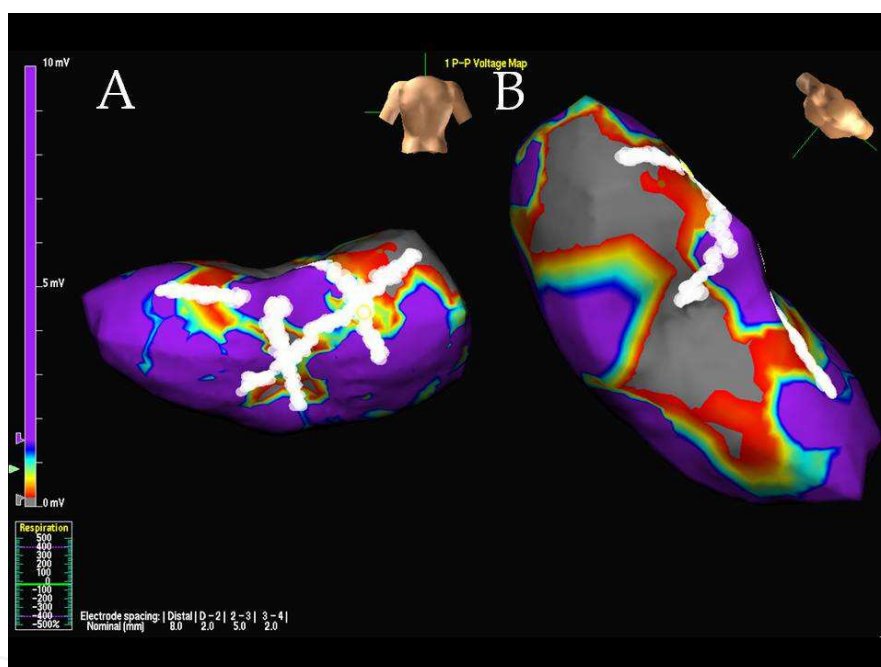 10 mV
A
1 P-P Voltage Map
B
5 mV
0 mV
Respiration
500
400
300
200
100
0
-100
-200
-300
-400
-500%
Electrode spacing: | Distal | D-2 | 2-3 | 3-4 |
Nominal (mm) 8.0 2.0 5.0 2.0